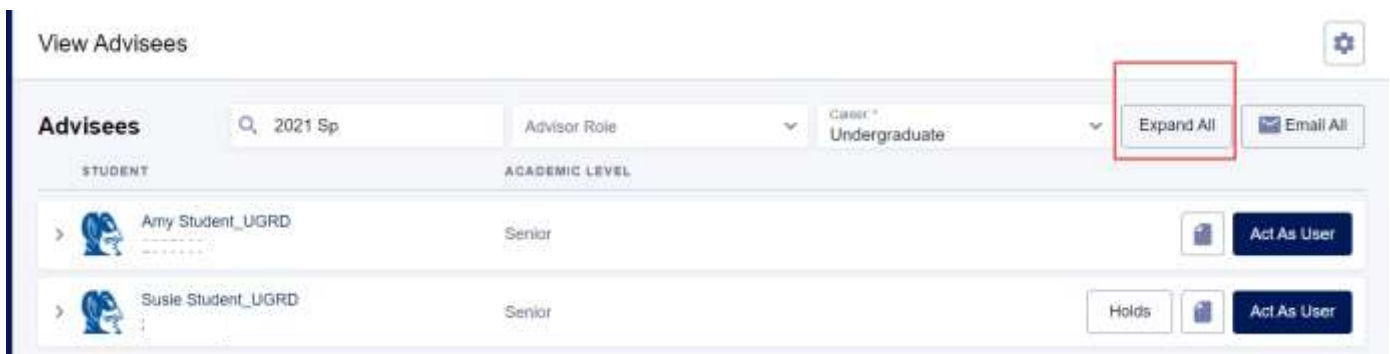 View Advisees
Advisees 2021 Sp Advisor Role Career * Undergraduate Expand All Email All
STUDENT ACADEMIC LEVEL
Amy Student_UGRD Senior Act As User
Susie Student_UGRD Senior Holds Act As User